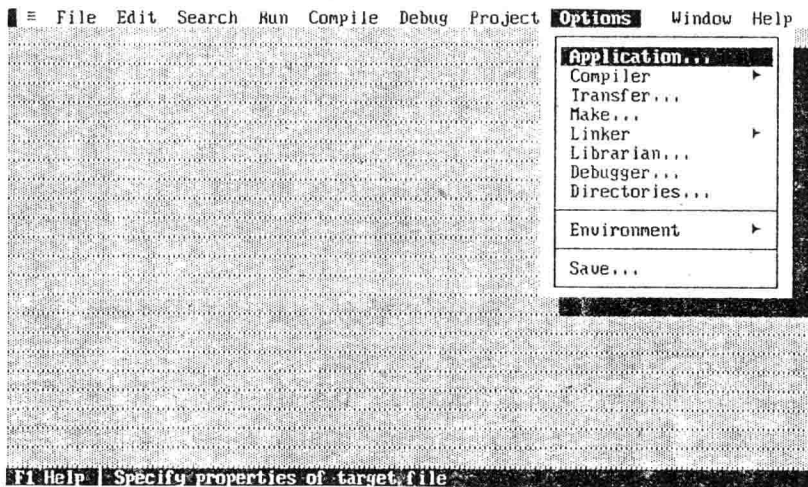 ≡ File Edit Search Run Compile Debug Project Options Window Help
Application...
Compiler ►
Transfer...
Make...
Linker ►
Librarian...
Debugger...
Directories...
Environment ►
Save...
F1 Help | Specify properties of target file